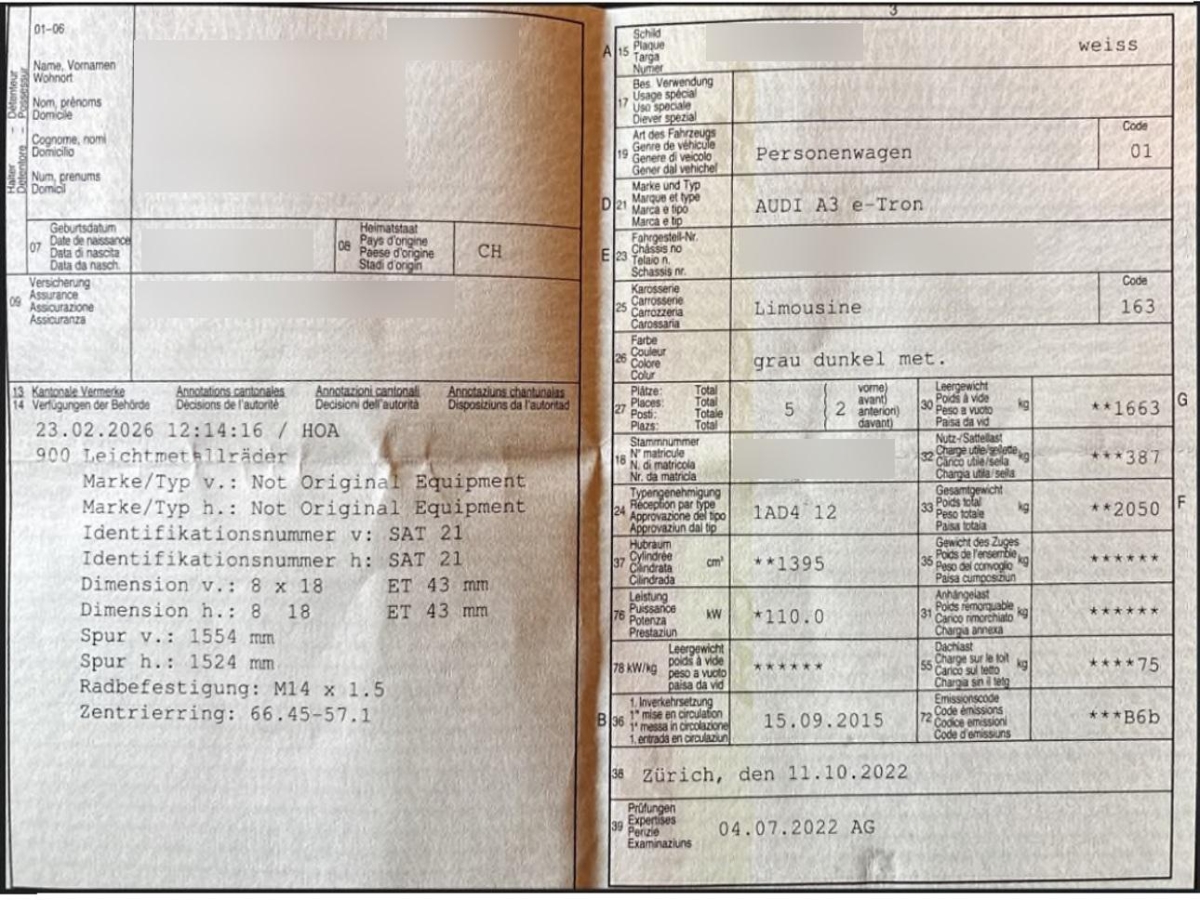 01-06
Halter - Détenteur
Detentore - Possessur
Name, Vornamen
Wohnort
Nom, prénoms
Domicile
Cognome, nomi
Domicilio
Num, prenums
Domicil
07
Geburtsdatum
Date de naissance
Data di nascita
Data da nasch.
08
Heimatstaat
Pays d'origine
Paese d'origine
Stadi d'origin
CH
09
Versicherung
Assurance
Assicurazione
Assicuranza
13 Kantonale Vermerke Annotations cantonales Annotazioni cantonali Annotaziuns chantunalas
14 Verfügungen der Behörde Décisions de l'autorité Decisioni dell'autorità Disposiziuns da l'autoritad
23.02.2026 12:14:16 / HOA
900 Leichtmetallräder
Marke/Typ v.: Not Original Equipment
Marke/Typ h.: Not Original Equipment
Identifikationsnummer v: SAT 21
Identifikationsnummer h: SAT 21
Dimension v.: 8 x 18 ET 43 mm
Dimension h.: 8 18 ET 43 mm
Spur v.: 1554 mm
Spur h.: 1524 mm
Radbefestigung: M14 x 1.5
Zentrierring: 66.45-57.1
3
A 15
Schild
Plaque
Targa
Numer
weiss
17
Bes. Verwendung
Usage spécial
Uso speciale
Diever spezial
19
Art des Fahrzeugs
Genre de véhicule
Genere di veicolo
Gener dal vehichel
Personenwagen
Code
01
D 21
Marke und Typ
Marque et type
Marca e tipo
Marca e tip
AUDI A3 e-Tron
E 23
Fahrgestell-Nr.
Châssis no
Telaio n.
Schassis nr.
25
Karosserie
Carrosserie
Carrozzeria
Carossaria
Limousine
Code
163
26
Farbe
Couleur
Colore
Colur
grau dunkel met.
27
Plätze: Total
Places: Total
Posti: Totale
Plazs: Total
5
2
vorne)
avant)
anteriori)
davant)
30
Leergewicht
Poids à vide
Peso a vuoto
Paisa da vid
kg
**1663
G
18
Stammnummer
N° matricule
N. di matricola
Nr. da matricla
32
Nutz-/Sattellast
Charge utile/sellette
Carico utile/sella
Chargia utila/sella
kg
***387
24
Typengenehmigung
Réception par type
Approvazione del tipo
Approvaziun dal tip
1AD4 12
33
Gesamtgewicht
Poids total
Peso totale
Paisa totala
kg
**2050
F
37
Hubraum
Cylindrée
Cilindrata
Cilindrada
cm³
**1395
35
Gewicht des Zuges
Poids de l'ensemble
Peso del convoglio
Paisa cumposiziun
kg
******
76
Leistung
Puissance
Potenza
Prestaziun
kW
*110.0
31
Anhängelast
Poids remorquable
Carico rimorchiato
Chargia annexa
kg
******
78 kW/kg
Leergewicht
poids à vide
peso a vuoto
paisa da vid
******
55
Dachlast
Charge sur le toit
Carico sul tetto
Chargia sin il tetg
kg
****75
B 36
1. Inverkehrsetzung
1re mise en circulation
1a messa in circolazione
1. entrada en circulaziun
15.09.2015
72
Emissionscode
Code émissions
Codice emissioni
Code d'emissiuns
***B6b
38
Zürich, den 11.10.2022
39
Prüfungen
Expertises
Perizie
Examinaziuns
04.07.2022 AG